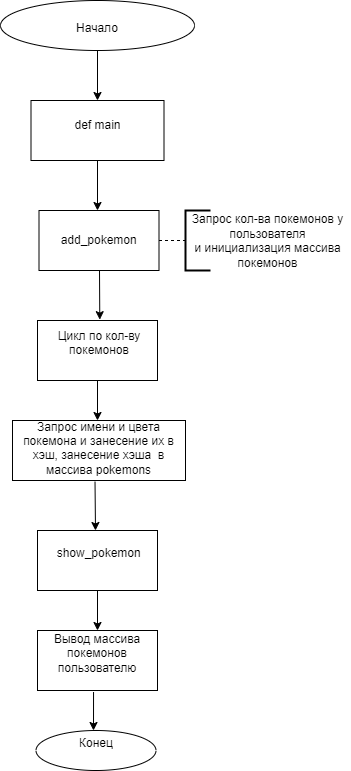 Начало
def main
add_pokemon
Запрос кол-ва покемонов у
пользователя
и инициализация массива
покемонов
Цикл по кол-ву
покемонов
Запрос имени и цвета
покемона и занесение их в
хэш, занесение хэша в
массива pokemons
show_pokemon
Вывод массива
покемонов
пользователю
Конец